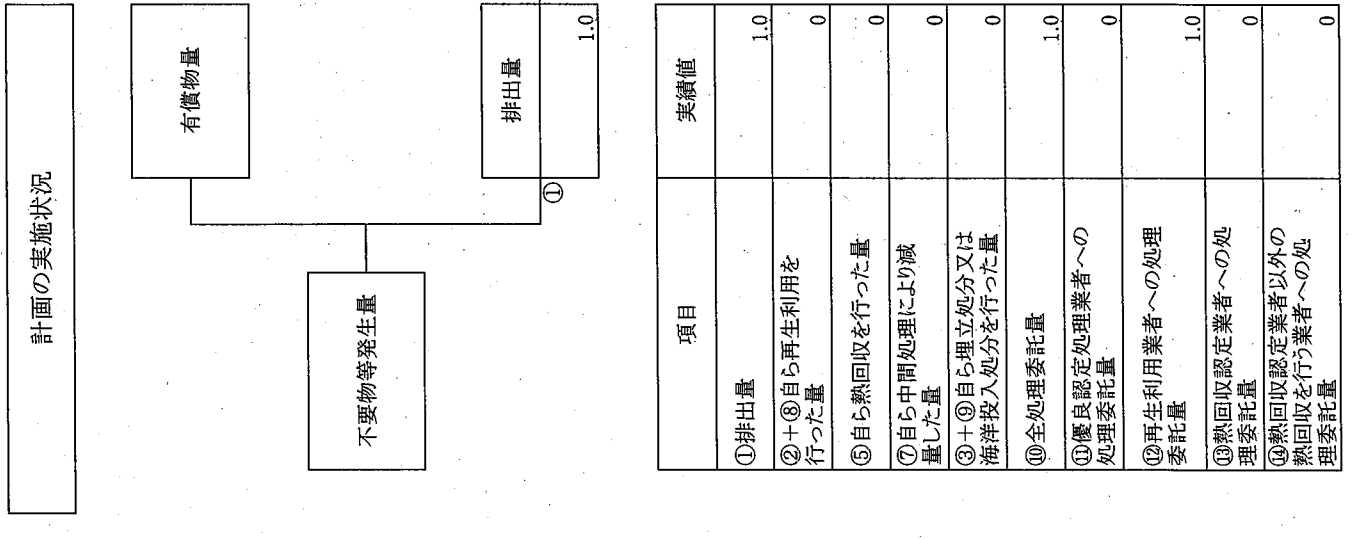 計画の実施状況
有償物量
不要物等発生量
排出量
①
1.0
項目
実績値
①排出量
1.0
②+⑧自ら再生利用を
行った量
0
⑤自ら熱回収を行った量
0
⑦自ら中間処理により減
量した量
0
③+⑨自ら埋立処分又は
海洋投入処分を行った量
0
⑩全処理委託量
1.0
⑪優良認定処理業者への
処理委託量
0
⑫再生利用業者への処理
委託量
1.0
⑬熱回収認定業者への処
理委託量
0
⑭熱回収認定業者以外の
熱回収を行う業者への処
理委託量
0